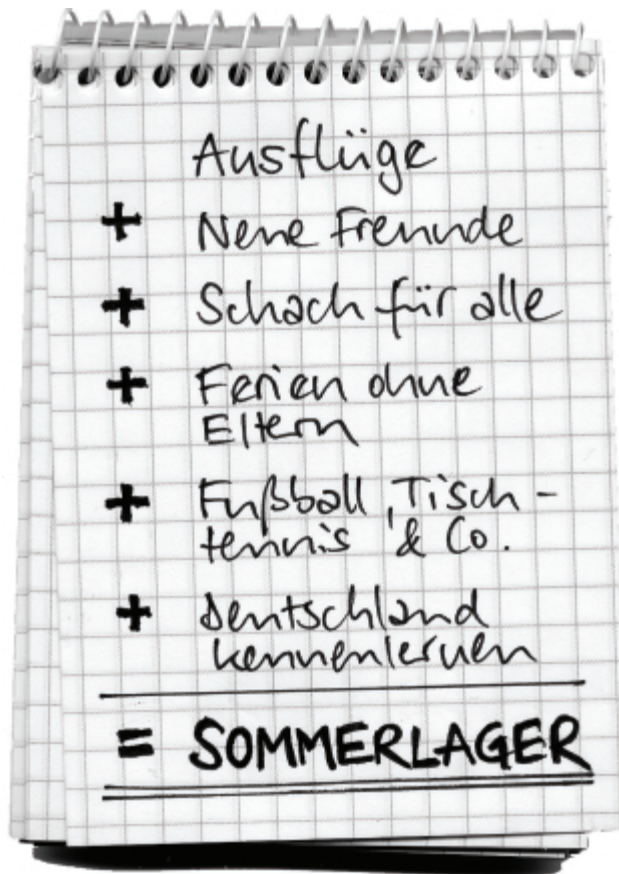 Ausflüge
+ Neue Freunde
+ Schach für alle
+ Ferien ohne
Eltern
+ Fußball, Tisch-
tennis & Co.
+ Deutschland
kennenlernen
= SOMMERLAGER